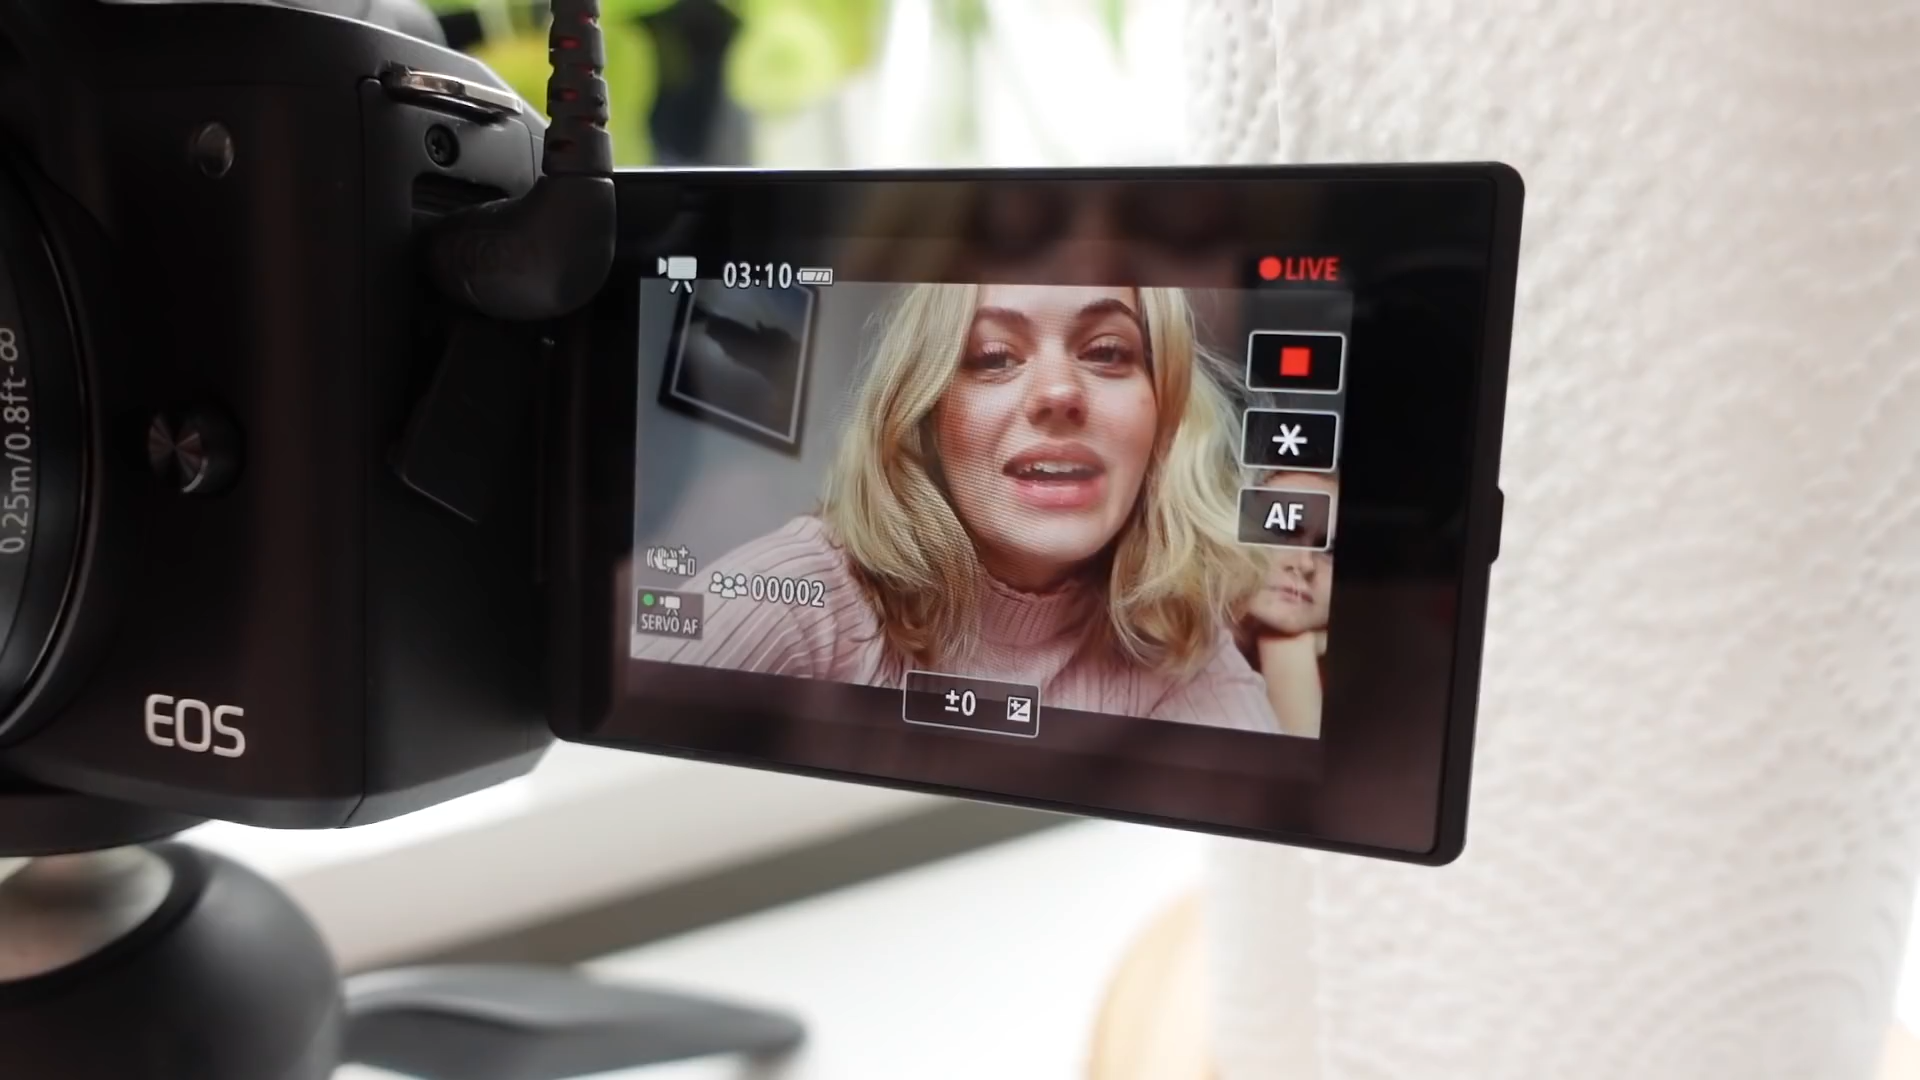 03:10
LIVE
AF
00002
SERVO AF
±0
0.25m/0.8ft-∞
EOS